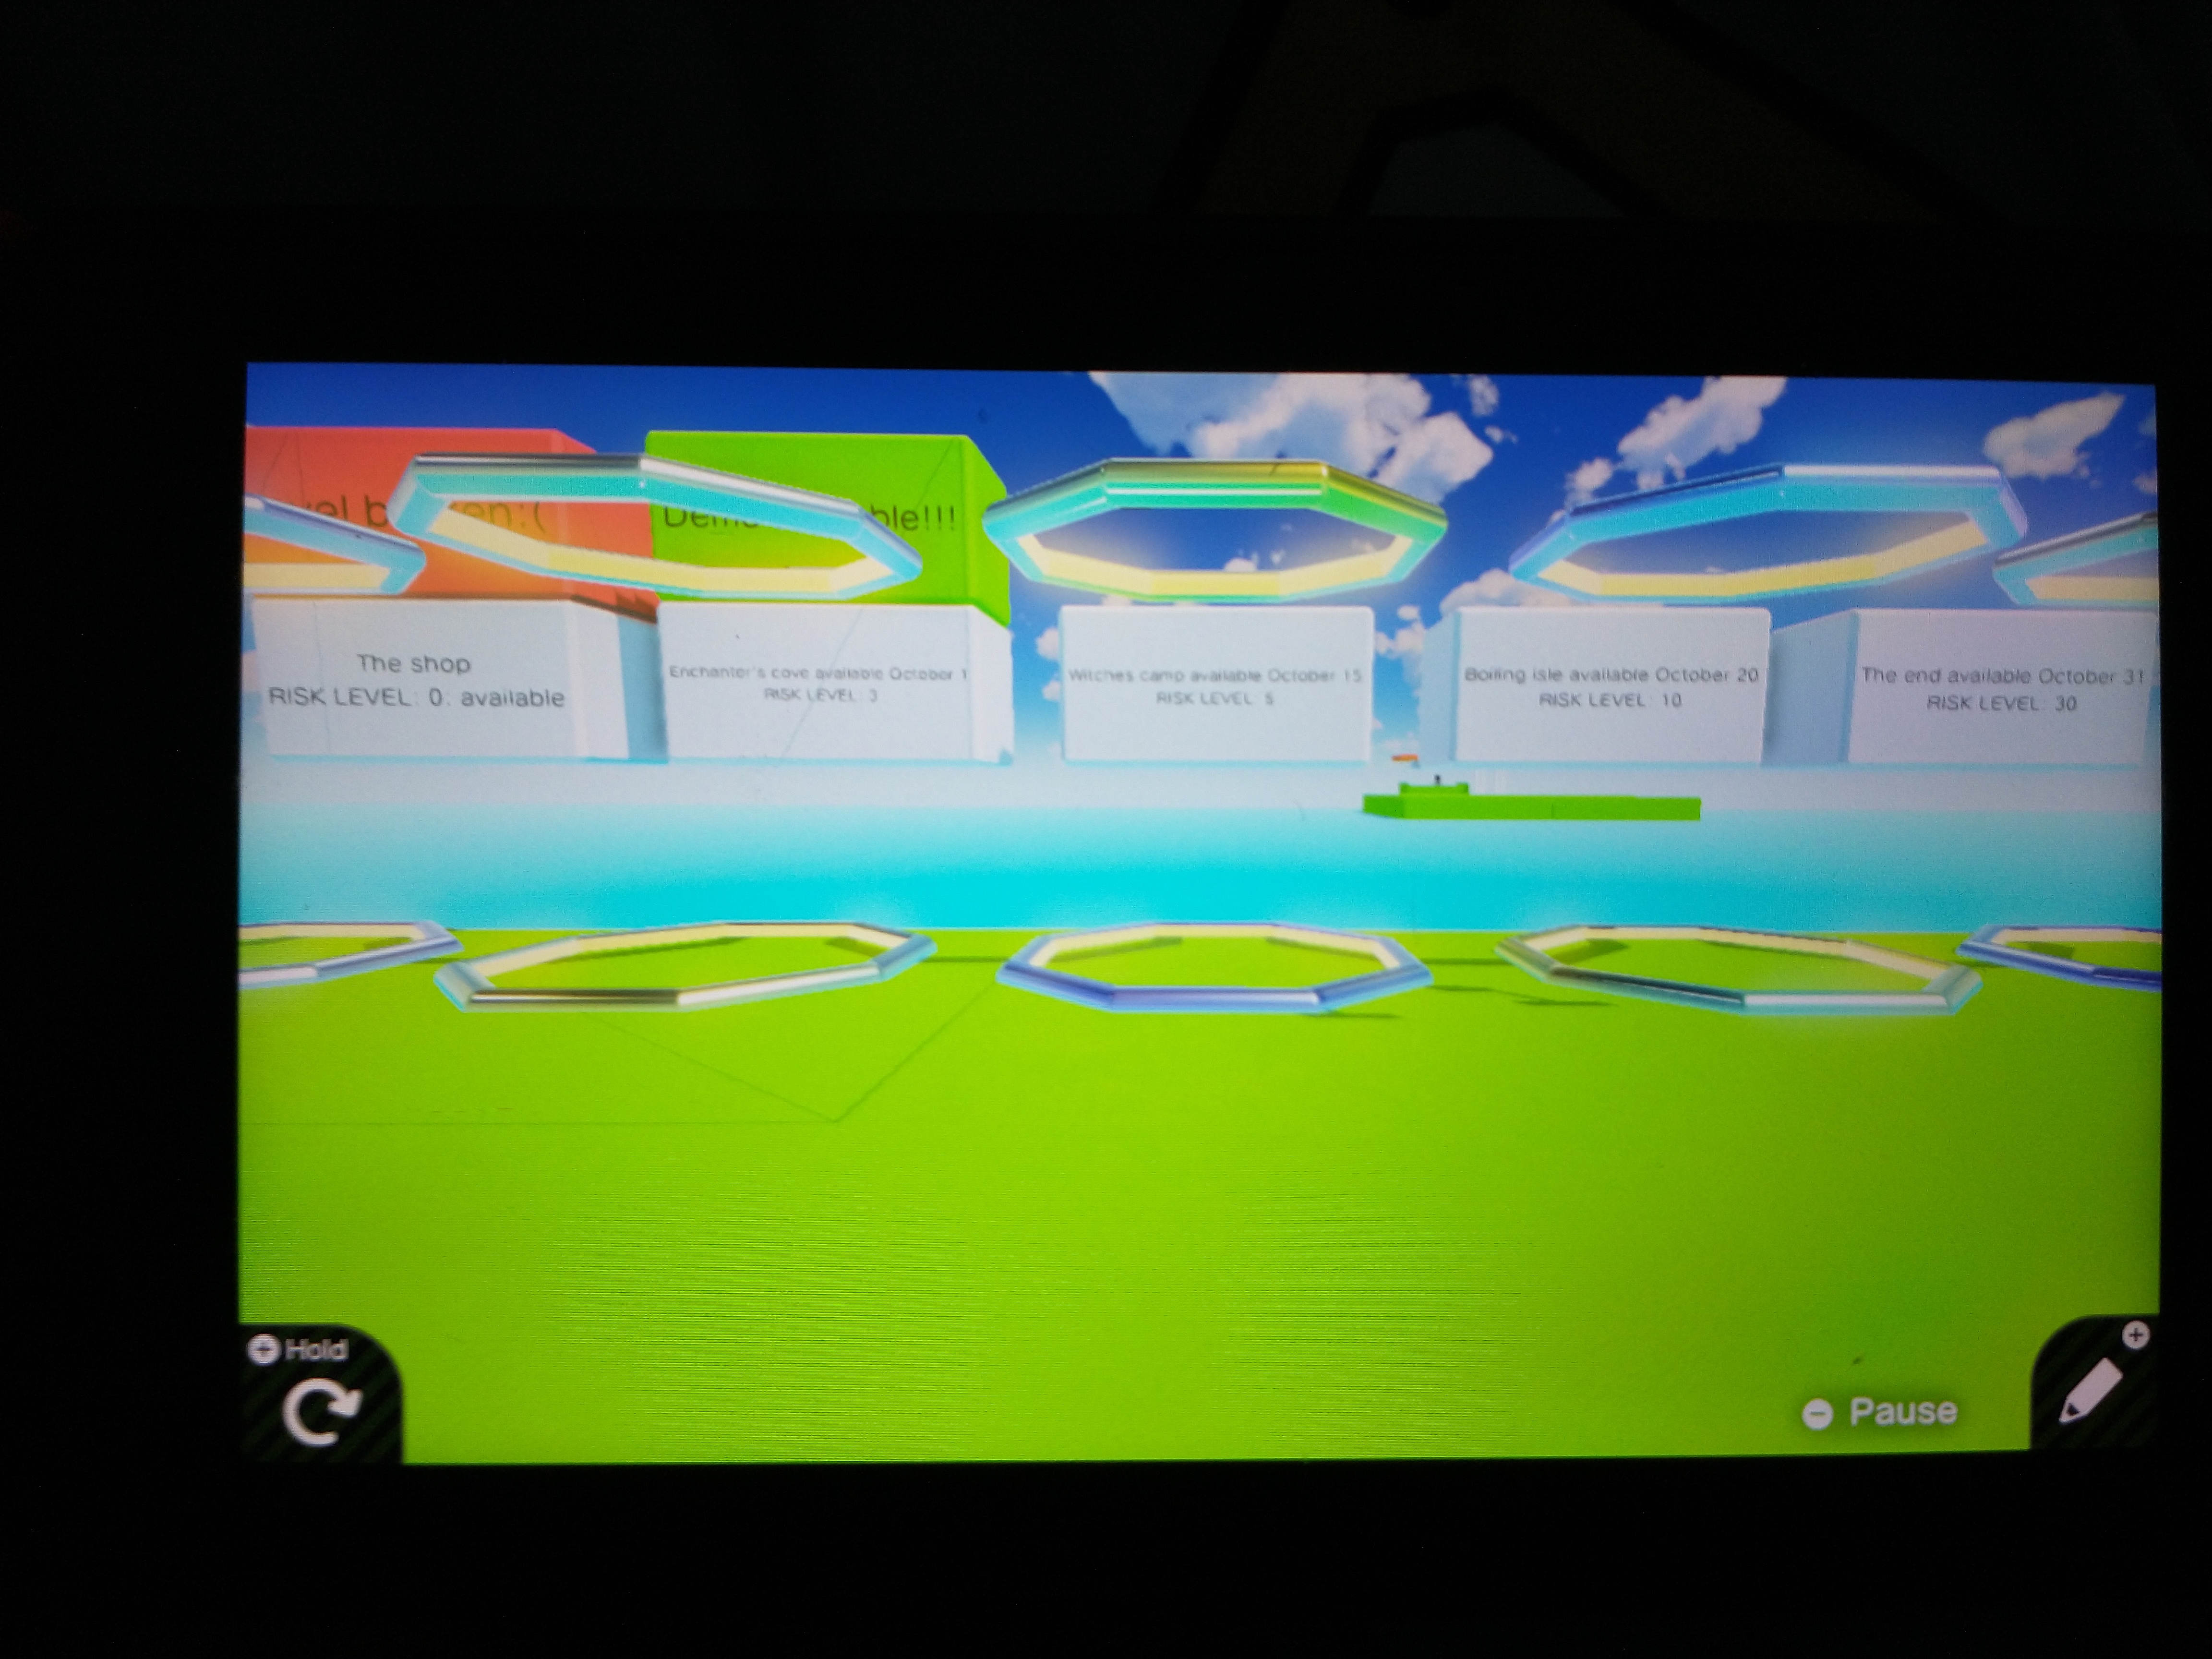 en:(
ble!!!
The shop
RISK LEVEL: 0: available
Enchanter's cove available October 1
RISK LEVEL: 3
Witches camp available October 15
RISK LEVEL: 5
Boiling isle available October 20
RISK LEVEL: 10
The end available October 31
RISK LEVEL: 30
Hold
Pause